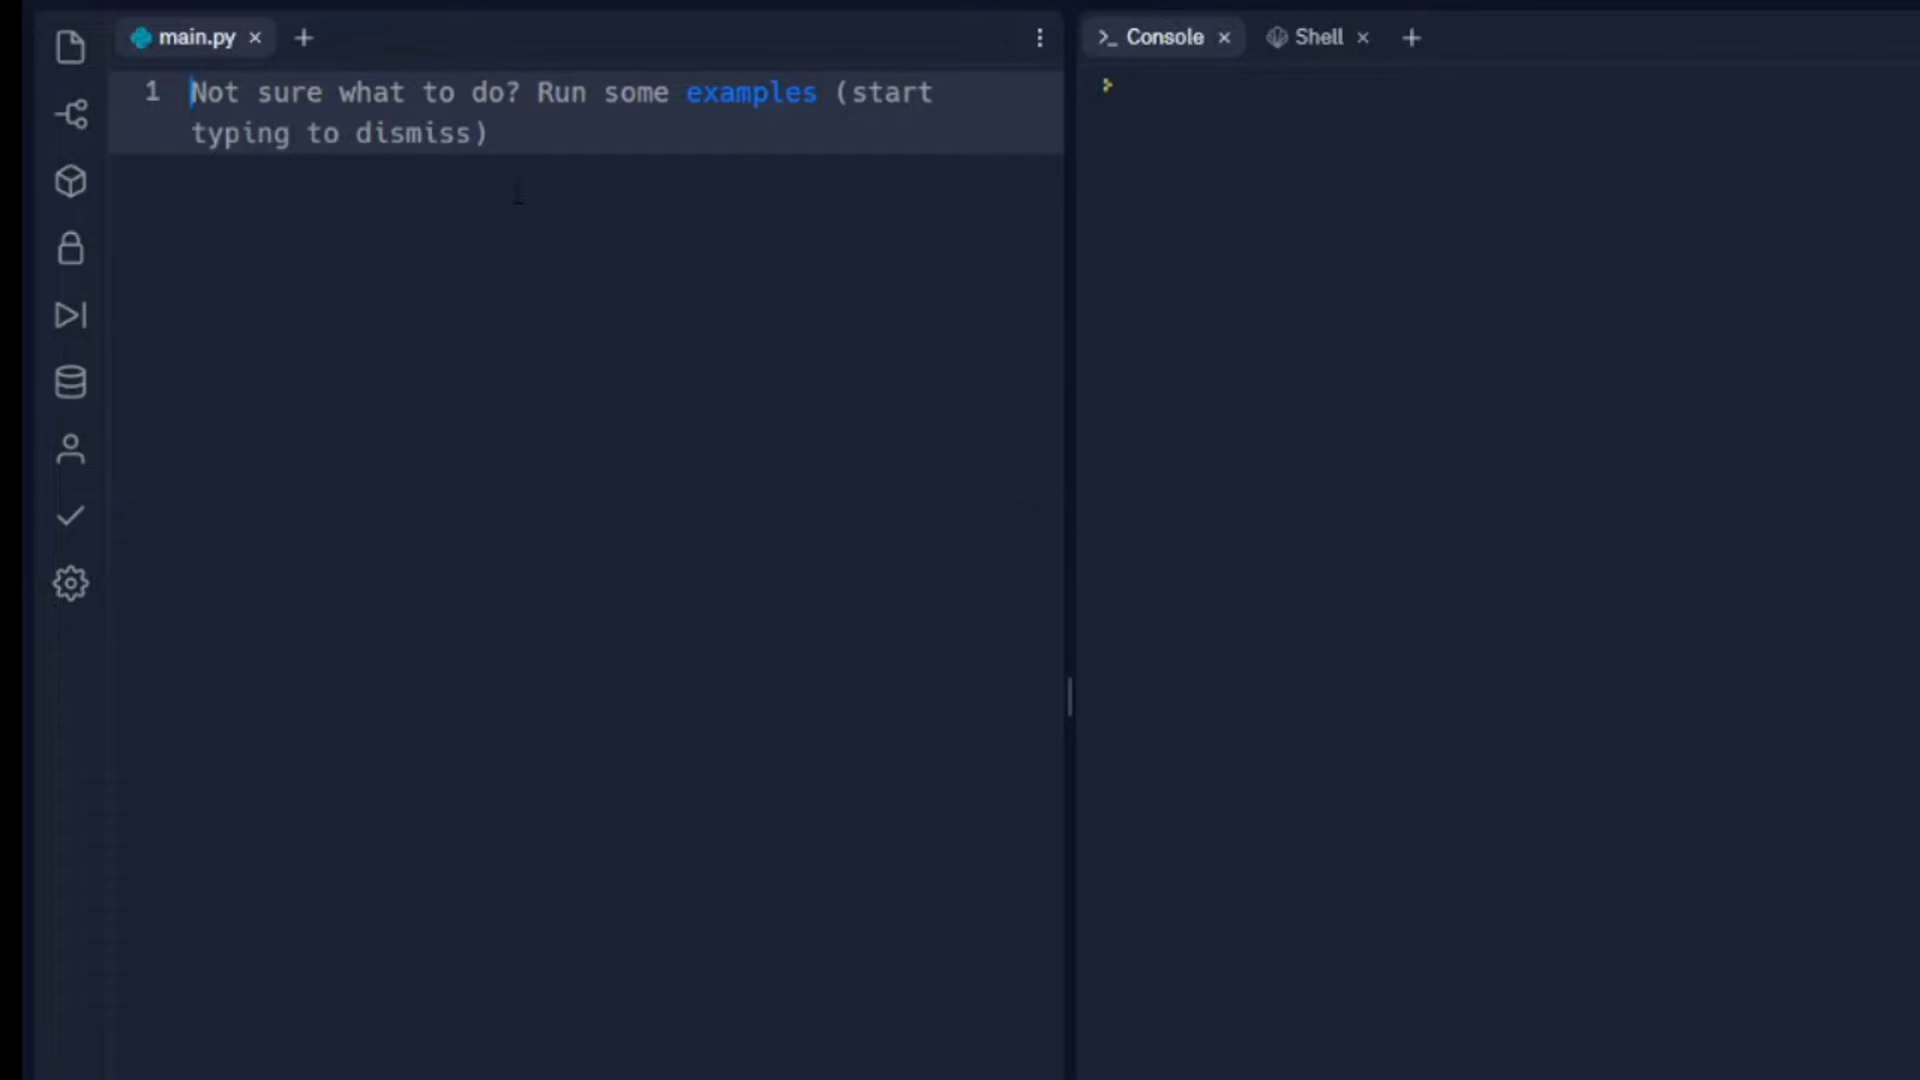 main.py
Console
Shell
1
Not sure what to do? Run some examples (start
typing to dismiss)